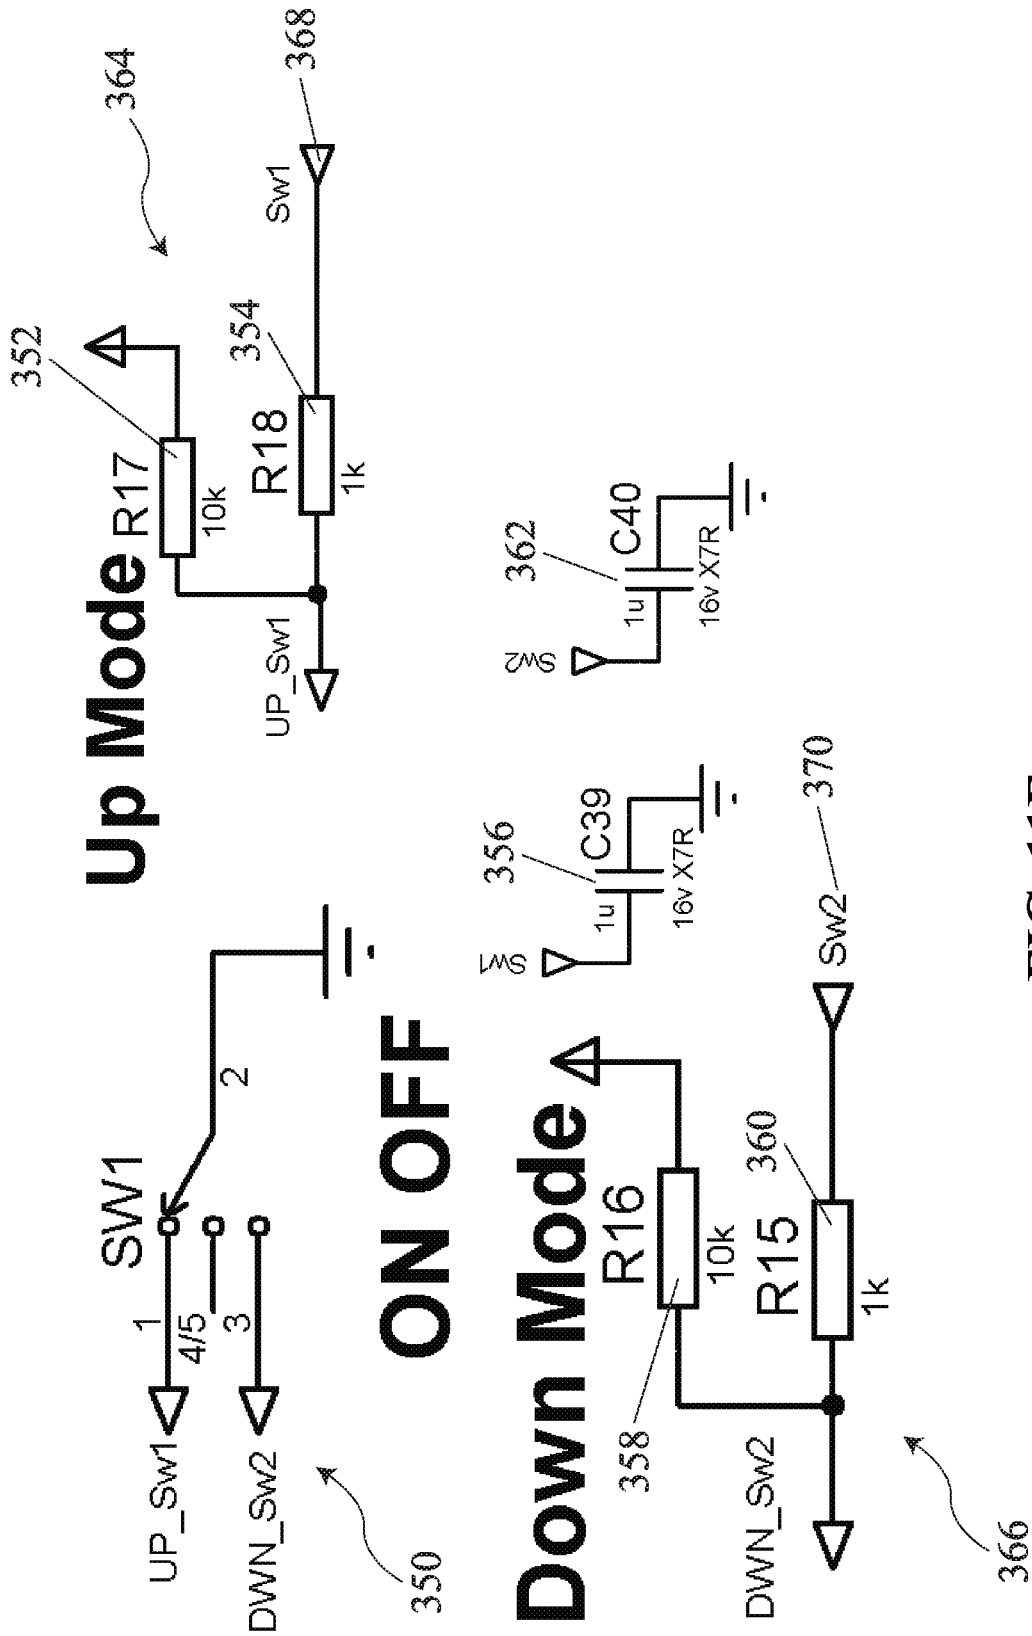 SW1
UP_Sw1
1
4/5
2
DWN_Sw2
3
350
ON OFF
Up Mode
352
364
R17
10k
354
R18
1k
UP_Sw1
Sw1
368
Down Mode
R16
10k
358
360
R15
1k
DWN_Sw2
Sw2
370
366
356
Sw1
1u
C39
16v X7R
362
Sw2
1u
C40
16v X7R